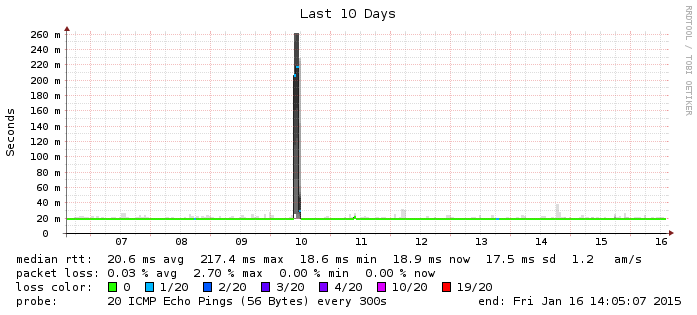 Last 10 Days
RRDTOOL / TOBI OETIKER
Seconds
260 m
240 m
220 m
200 m
180 m
160 m
140 m
120 m
100 m
80 m
60 m
40 m
20 m
0
07 08 09 10 11 12 13 14 15 16
median rtt: 20.6 ms avg 217.4 ms max 18.6 ms min 18.9 ms now 17.5 ms sd 1.2 am/s
packet loss: 0.03 % avg 2.70 % max 0.00 % min 0.00 % now
loss color: 0 1/20 2/20 3/20 4/20 10/20 19/20
probe: 20 ICMP Echo Pings (56 Bytes) every 300s end: Fri Jan 16 14:05:07 2015